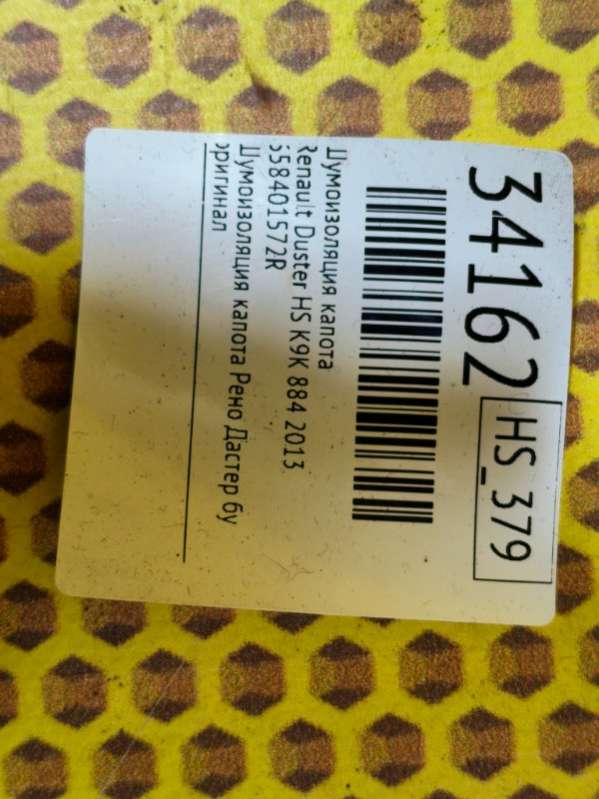 34162
HS_379
Шумоизоляция капота
Renault Duster HS K9K 884 2013
658401572R
Шумоизоляция капота Рено Дастер бу
оригинал